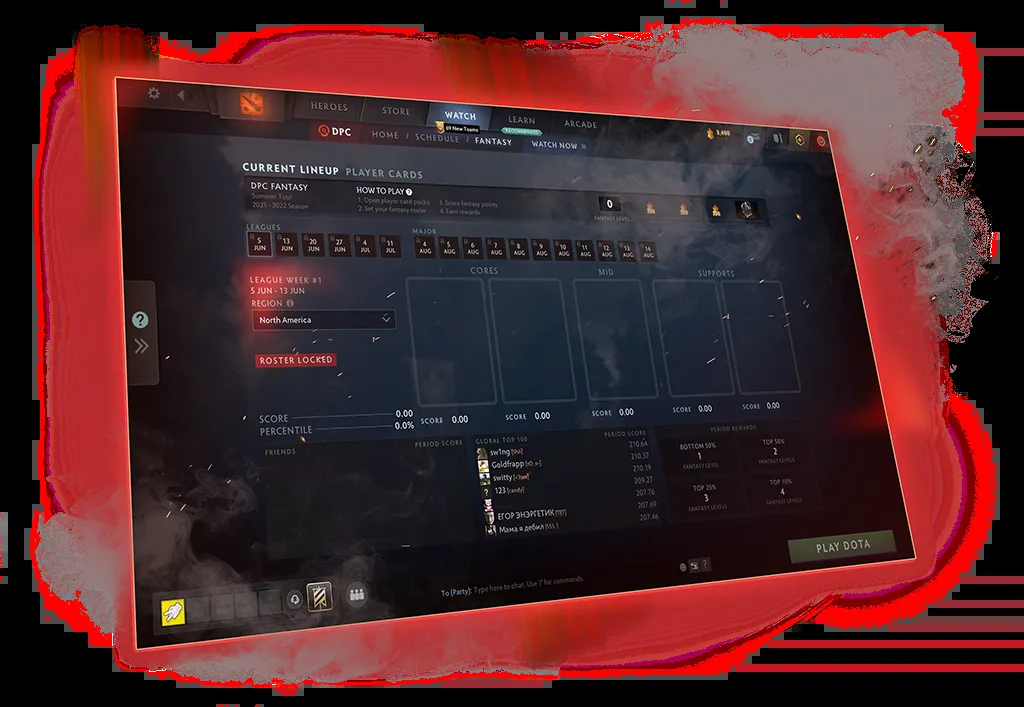 HEROES STORE WATCH LEARN ARCADE
69 New Teams
RECOMMENDED
3,400
DPC HOME / SCHEDULE / FANTASY WATCH NOW »
CURRENT LINEUP PLAYER CARDS
DPC FANTASY
Summer Tour
2021 - 2022 Season
HOW TO PLAY ?
1. Open player card packs 3. Score fantasy points
2. Set your fantasy roster 4. Earn rewards
0
FANTASY LEVEL
LEAGUES
MAJOR
5 JUN 13 JUN 20 JUN 27 JUN 4 JUL 11 JUL
4 AUG 5 AUG 6 AUG 7 AUG 8 AUG 9 AUG 10 AUG 11 AUG 12 AUG 13 AUG 14 AUG
CORES MID SUPPORTS
LEAGUE WEEK #1
5 JUN - 13 JUN
REGION
North America
ROSTER LOCKED
SCORE 0.00
PERCENTILE 0.0%
SCORE 0.00 SCORE 0.00 SCORE 0.00 SCORE 0.00 SCORE 0.00
FRIENDS PERIOD SCORE
GLOBAL TOP 100 PERIOD SCORE
sw1ng 210.64
Goldfrapp 210.37
switty 210.19
123 [candy] 209.27
207.76
ЕГОР ЭНЭРГЕТИК 207.69
Мама я дебил 207.46
PERIOD REWARDS
BOTTOM 50%
1
FANTASY LEVEL
TOP 50%
2
FANTASY LEVELS
TOP 25%
3
FANTASY LEVELS
TOP 10%
4
FANTASY LEVELS
PLAY DOTA
To (Party): Type here to chat. Use '/' for commands.